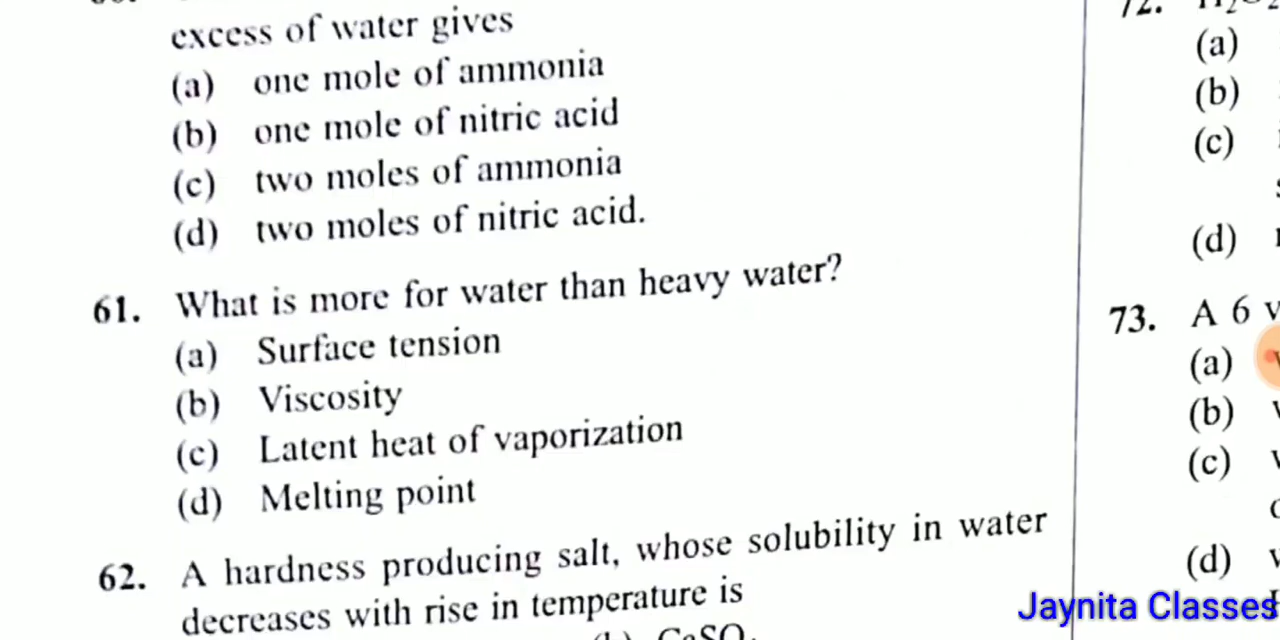 excess of water gives
(a) one mole of ammonia
(b) one mole of nitric acid
(c) two moles of ammonia
(d) two moles of nitric acid.
61. What is more for water than heavy water?
(a) Surface tension
(b) Viscosity
(c) Latent heat of vaporization
(d) Melting point
62. A hardness producing salt, whose solubility in water
decreases with rise in temperature is
72.
(a)
(b)
(c)
(d)
73. A 6
(a)
(b)
(c)
(d)
Jaynita Classes